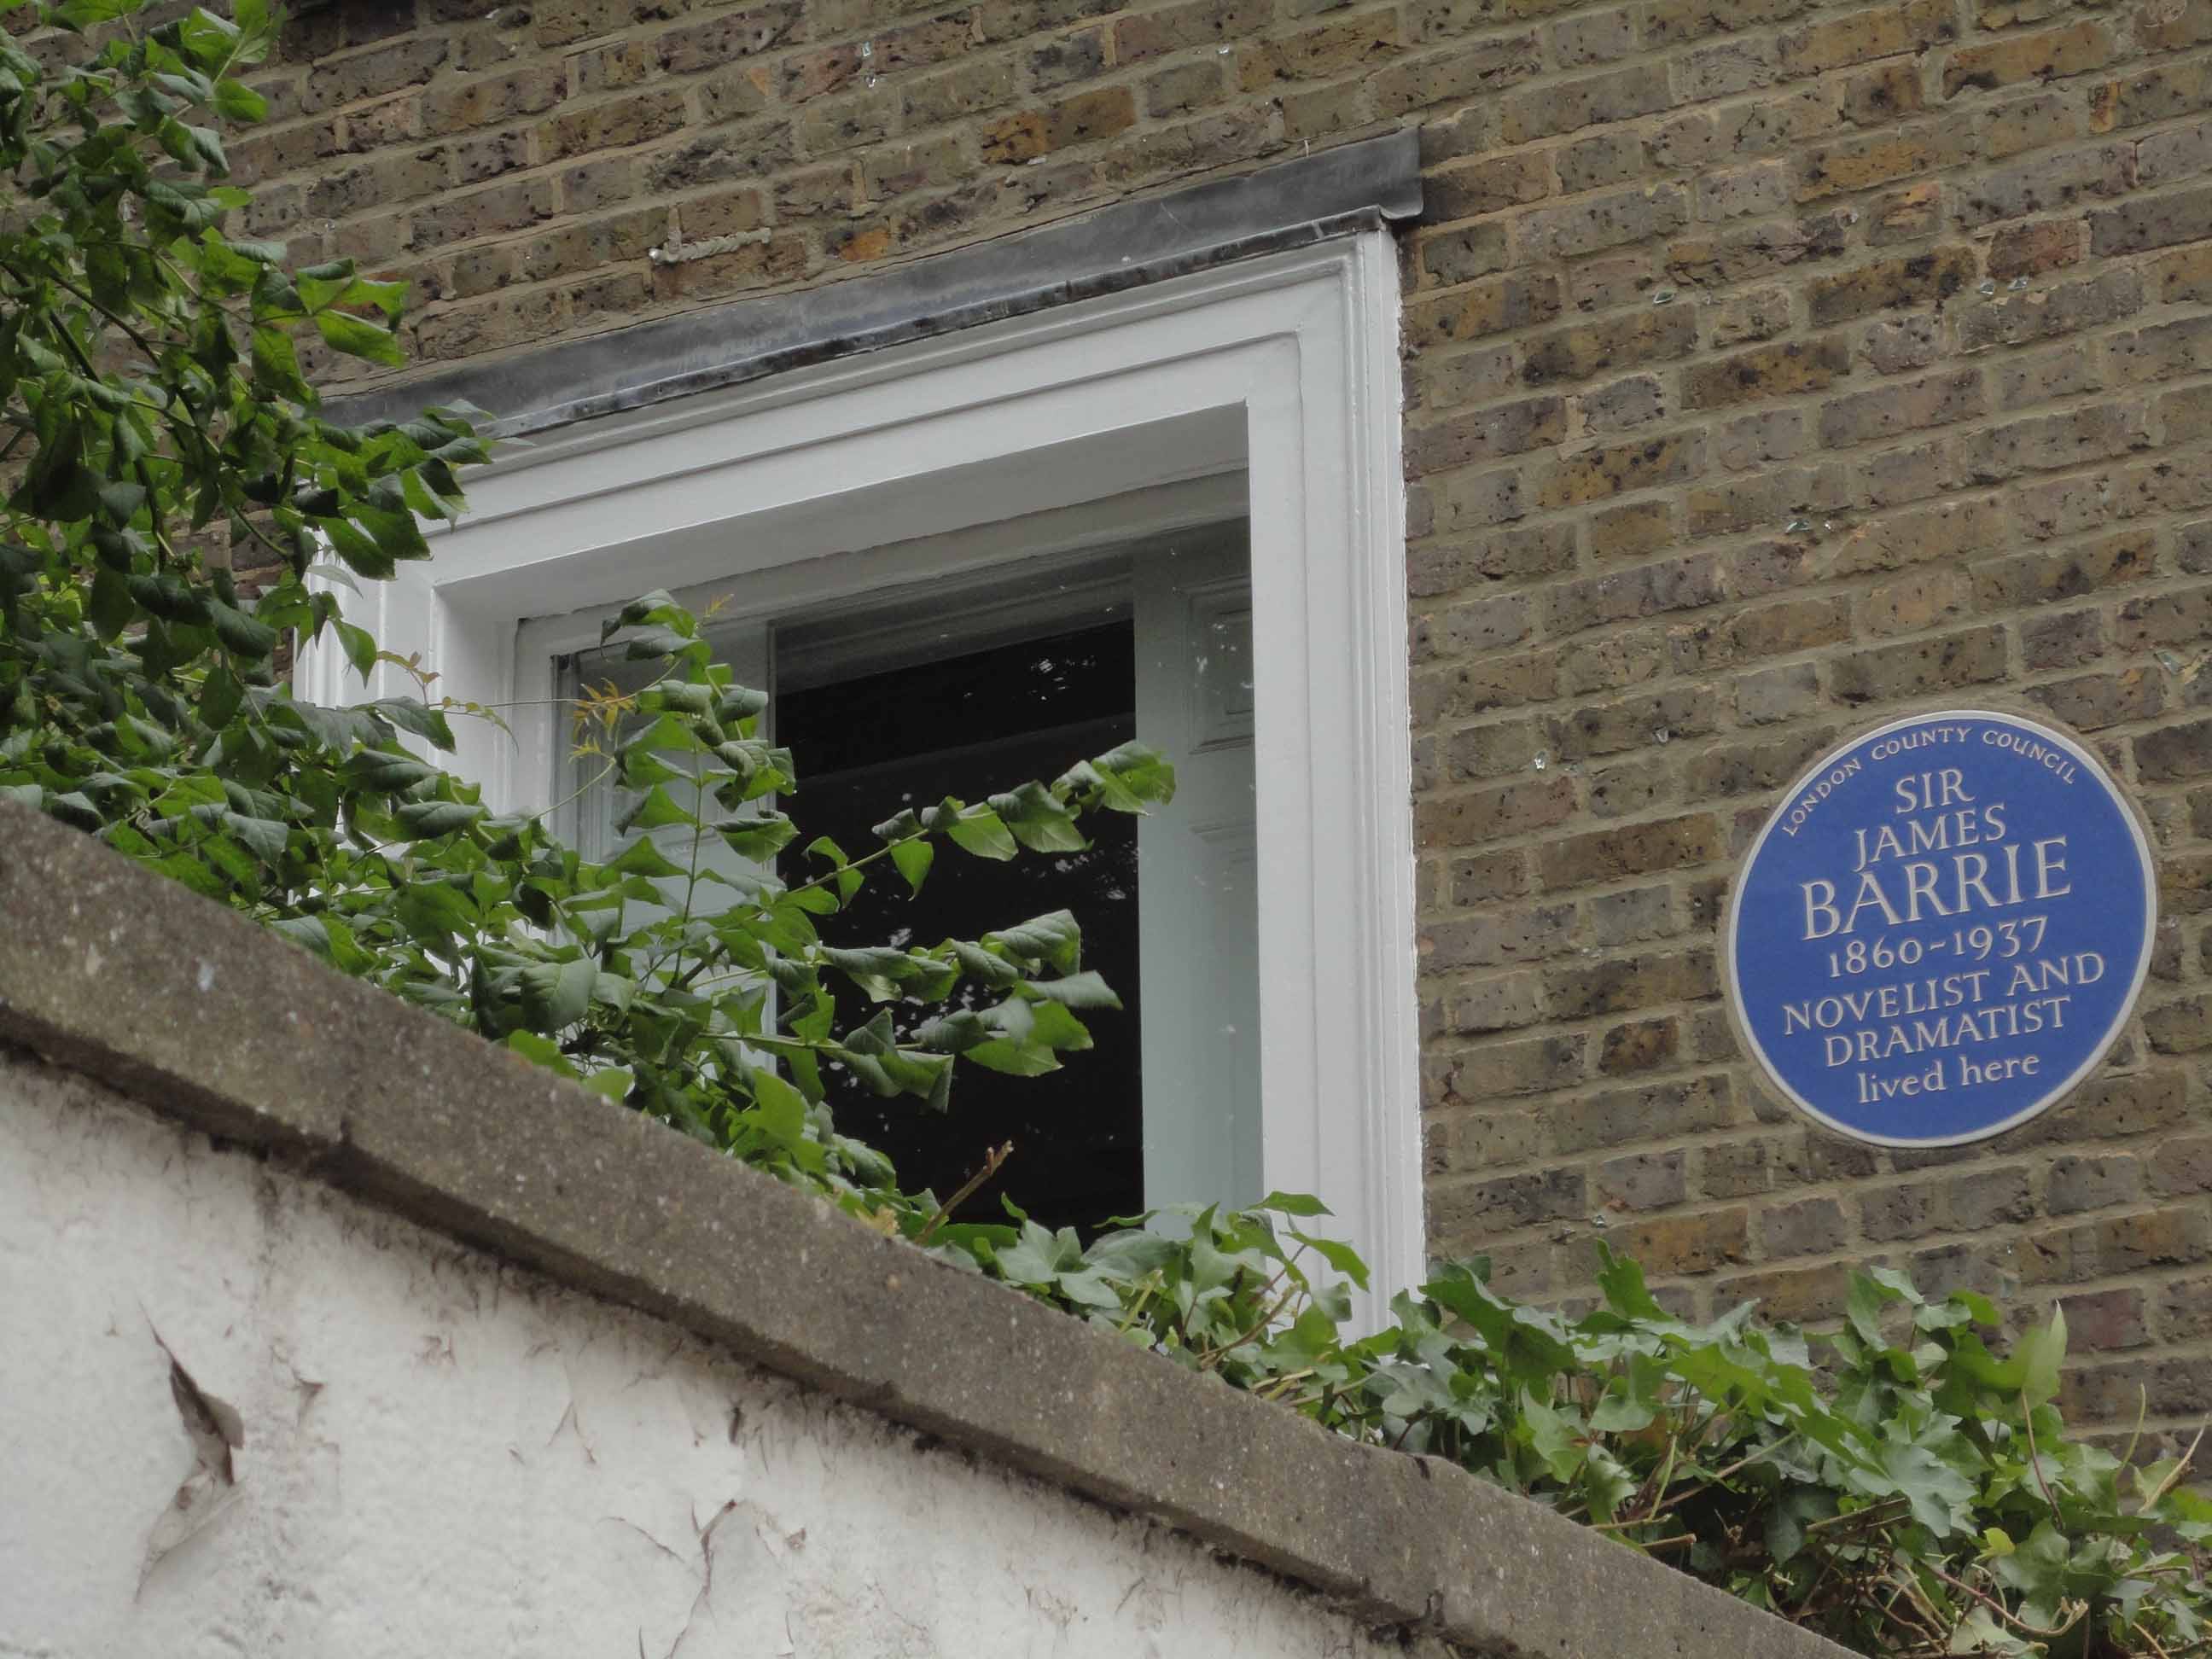 LONDON COUNTY COUNCIL
SIR
JAMES
BARRIE
1860-1937
NOVELIST AND
DRAMATIST
lived here